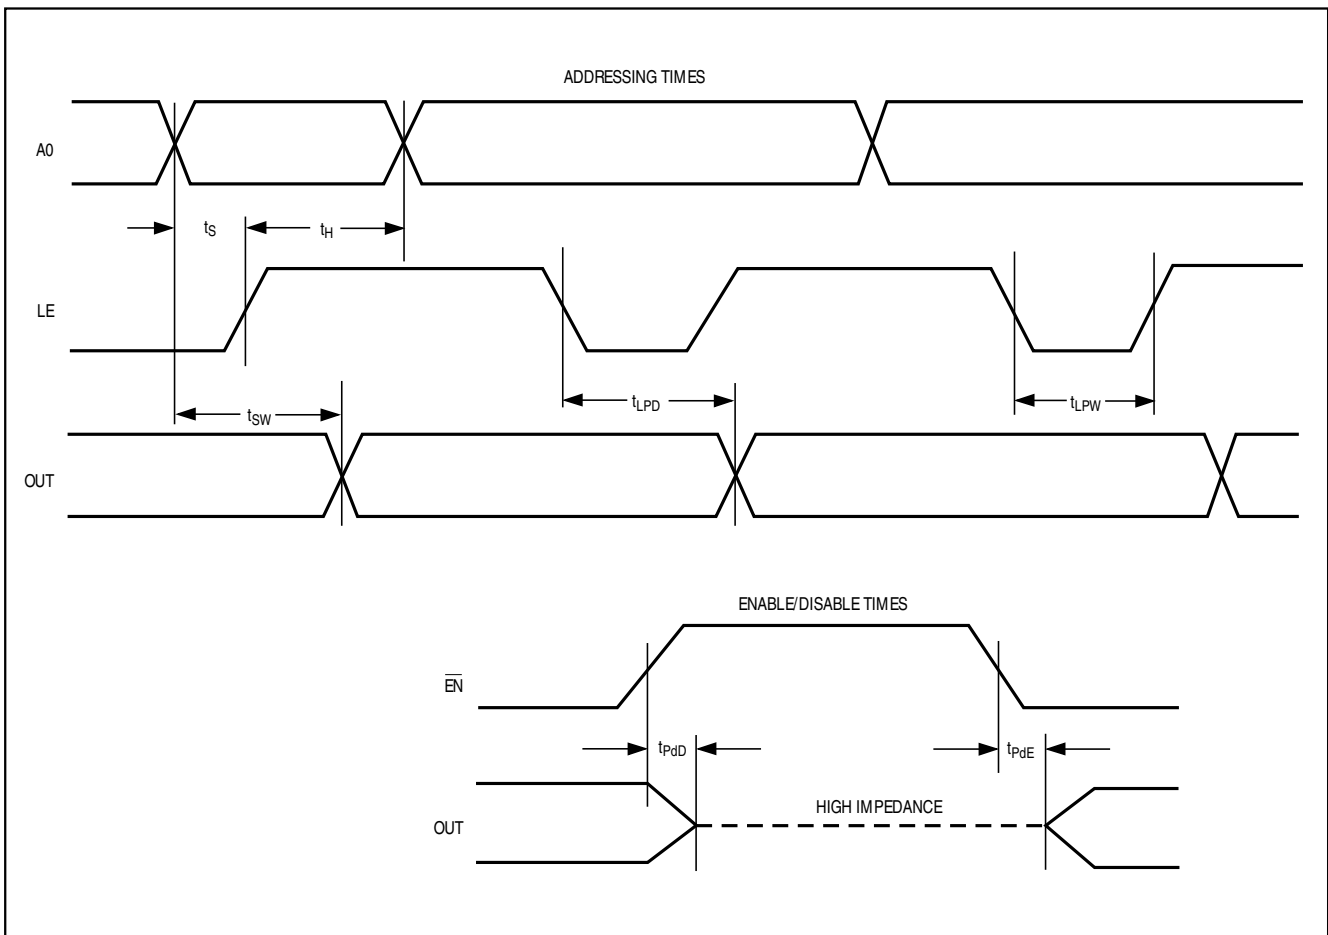 ADDRESSING TIMES
A0
tS
tH
LE
tLPD
tLPW
tSW
OUT
ENABLE/DISABLE TIMES
EN
tPdD
tPdE
HIGH IMPEDANCE
OUT